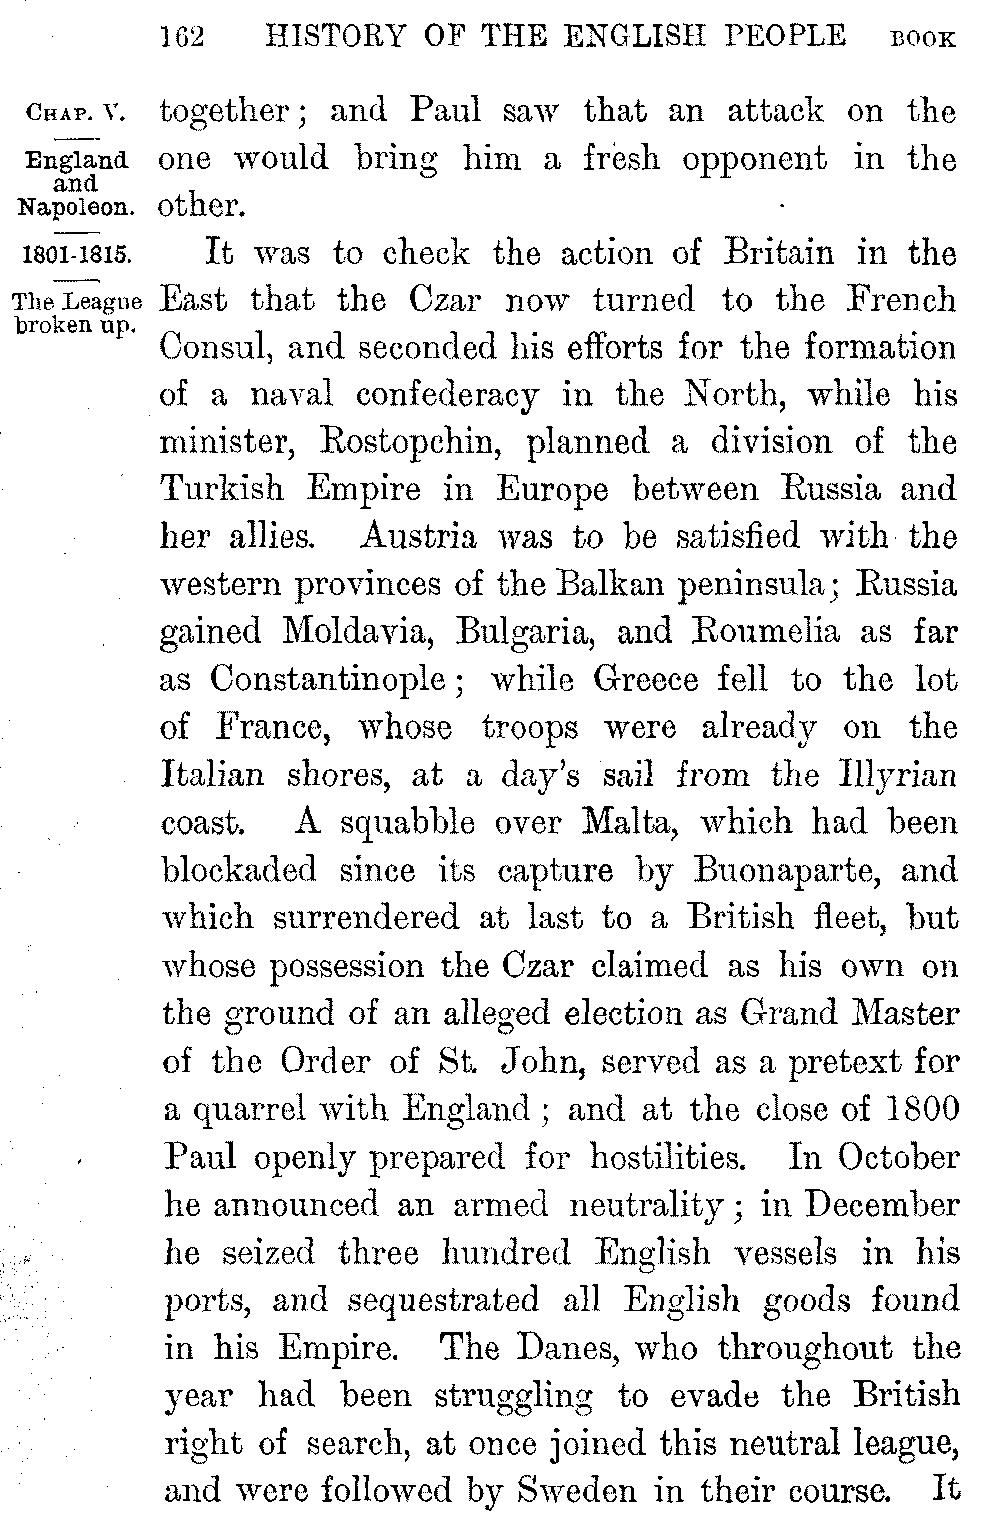 162 HISTORY OF THE ENGLISH PEOPLE BOOK
CHAP. V.
England
and
Napoleon.
1801-1815.
The League
broken up.
together; and Paul saw that an attack on the
one would bring him a fresh opponent in the
other.
It was to check the action of Britain in the
East that the Czar now turned to the French
Consul, and seconded his efforts for the formation
of a naval confederacy in the North, while his
minister, Rostopchin, planned a division of the
Turkish Empire in Europe between Russia and
her allies. Austria was to be satisfied with the
western provinces of the Balkan peninsula; Russia
gained Moldavia, Bulgaria, and Roumelia as far
as Constantinople; while Greece fell to the lot
of France, whose troops were already on the
Italian shores, at a day's sail from the Illyrian
coast. A squabble over Malta, which had been
blockaded since its capture by Buonaparte, and
which surrendered at last to a British fleet, but
whose possession the Czar claimed as his own on
the ground of an alleged election as Grand Master
of the Order of St. John, served as a pretext for
a quarrel with England; and at the close of 1800
Paul openly prepared for hostilities. In October
he announced an armed neutrality; in December
he seized three hundred English vessels in his
ports, and sequestrated all English goods found
in his Empire. The Danes, who throughout the
year had been struggling to evade the British
right of search, at once joined this neutral league,
and were followed by Sweden in their course. It